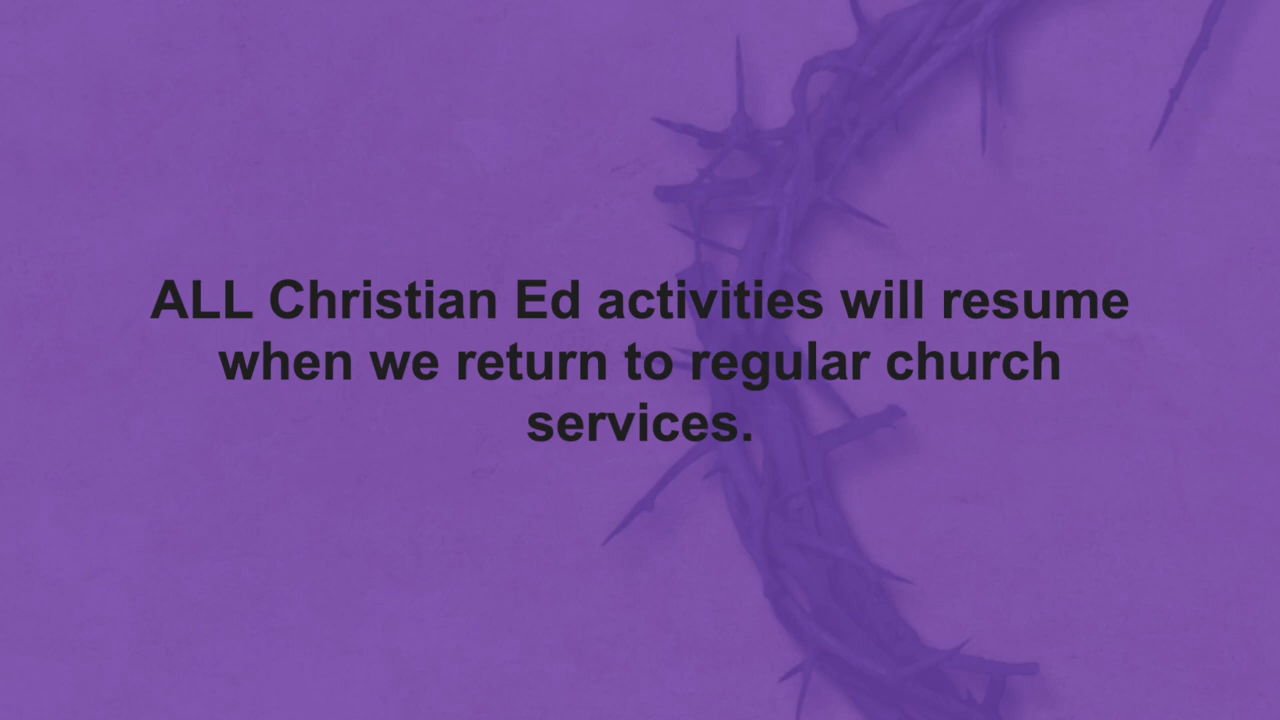 ALL Christian Ed activities will resume
when we return to regular church
services.